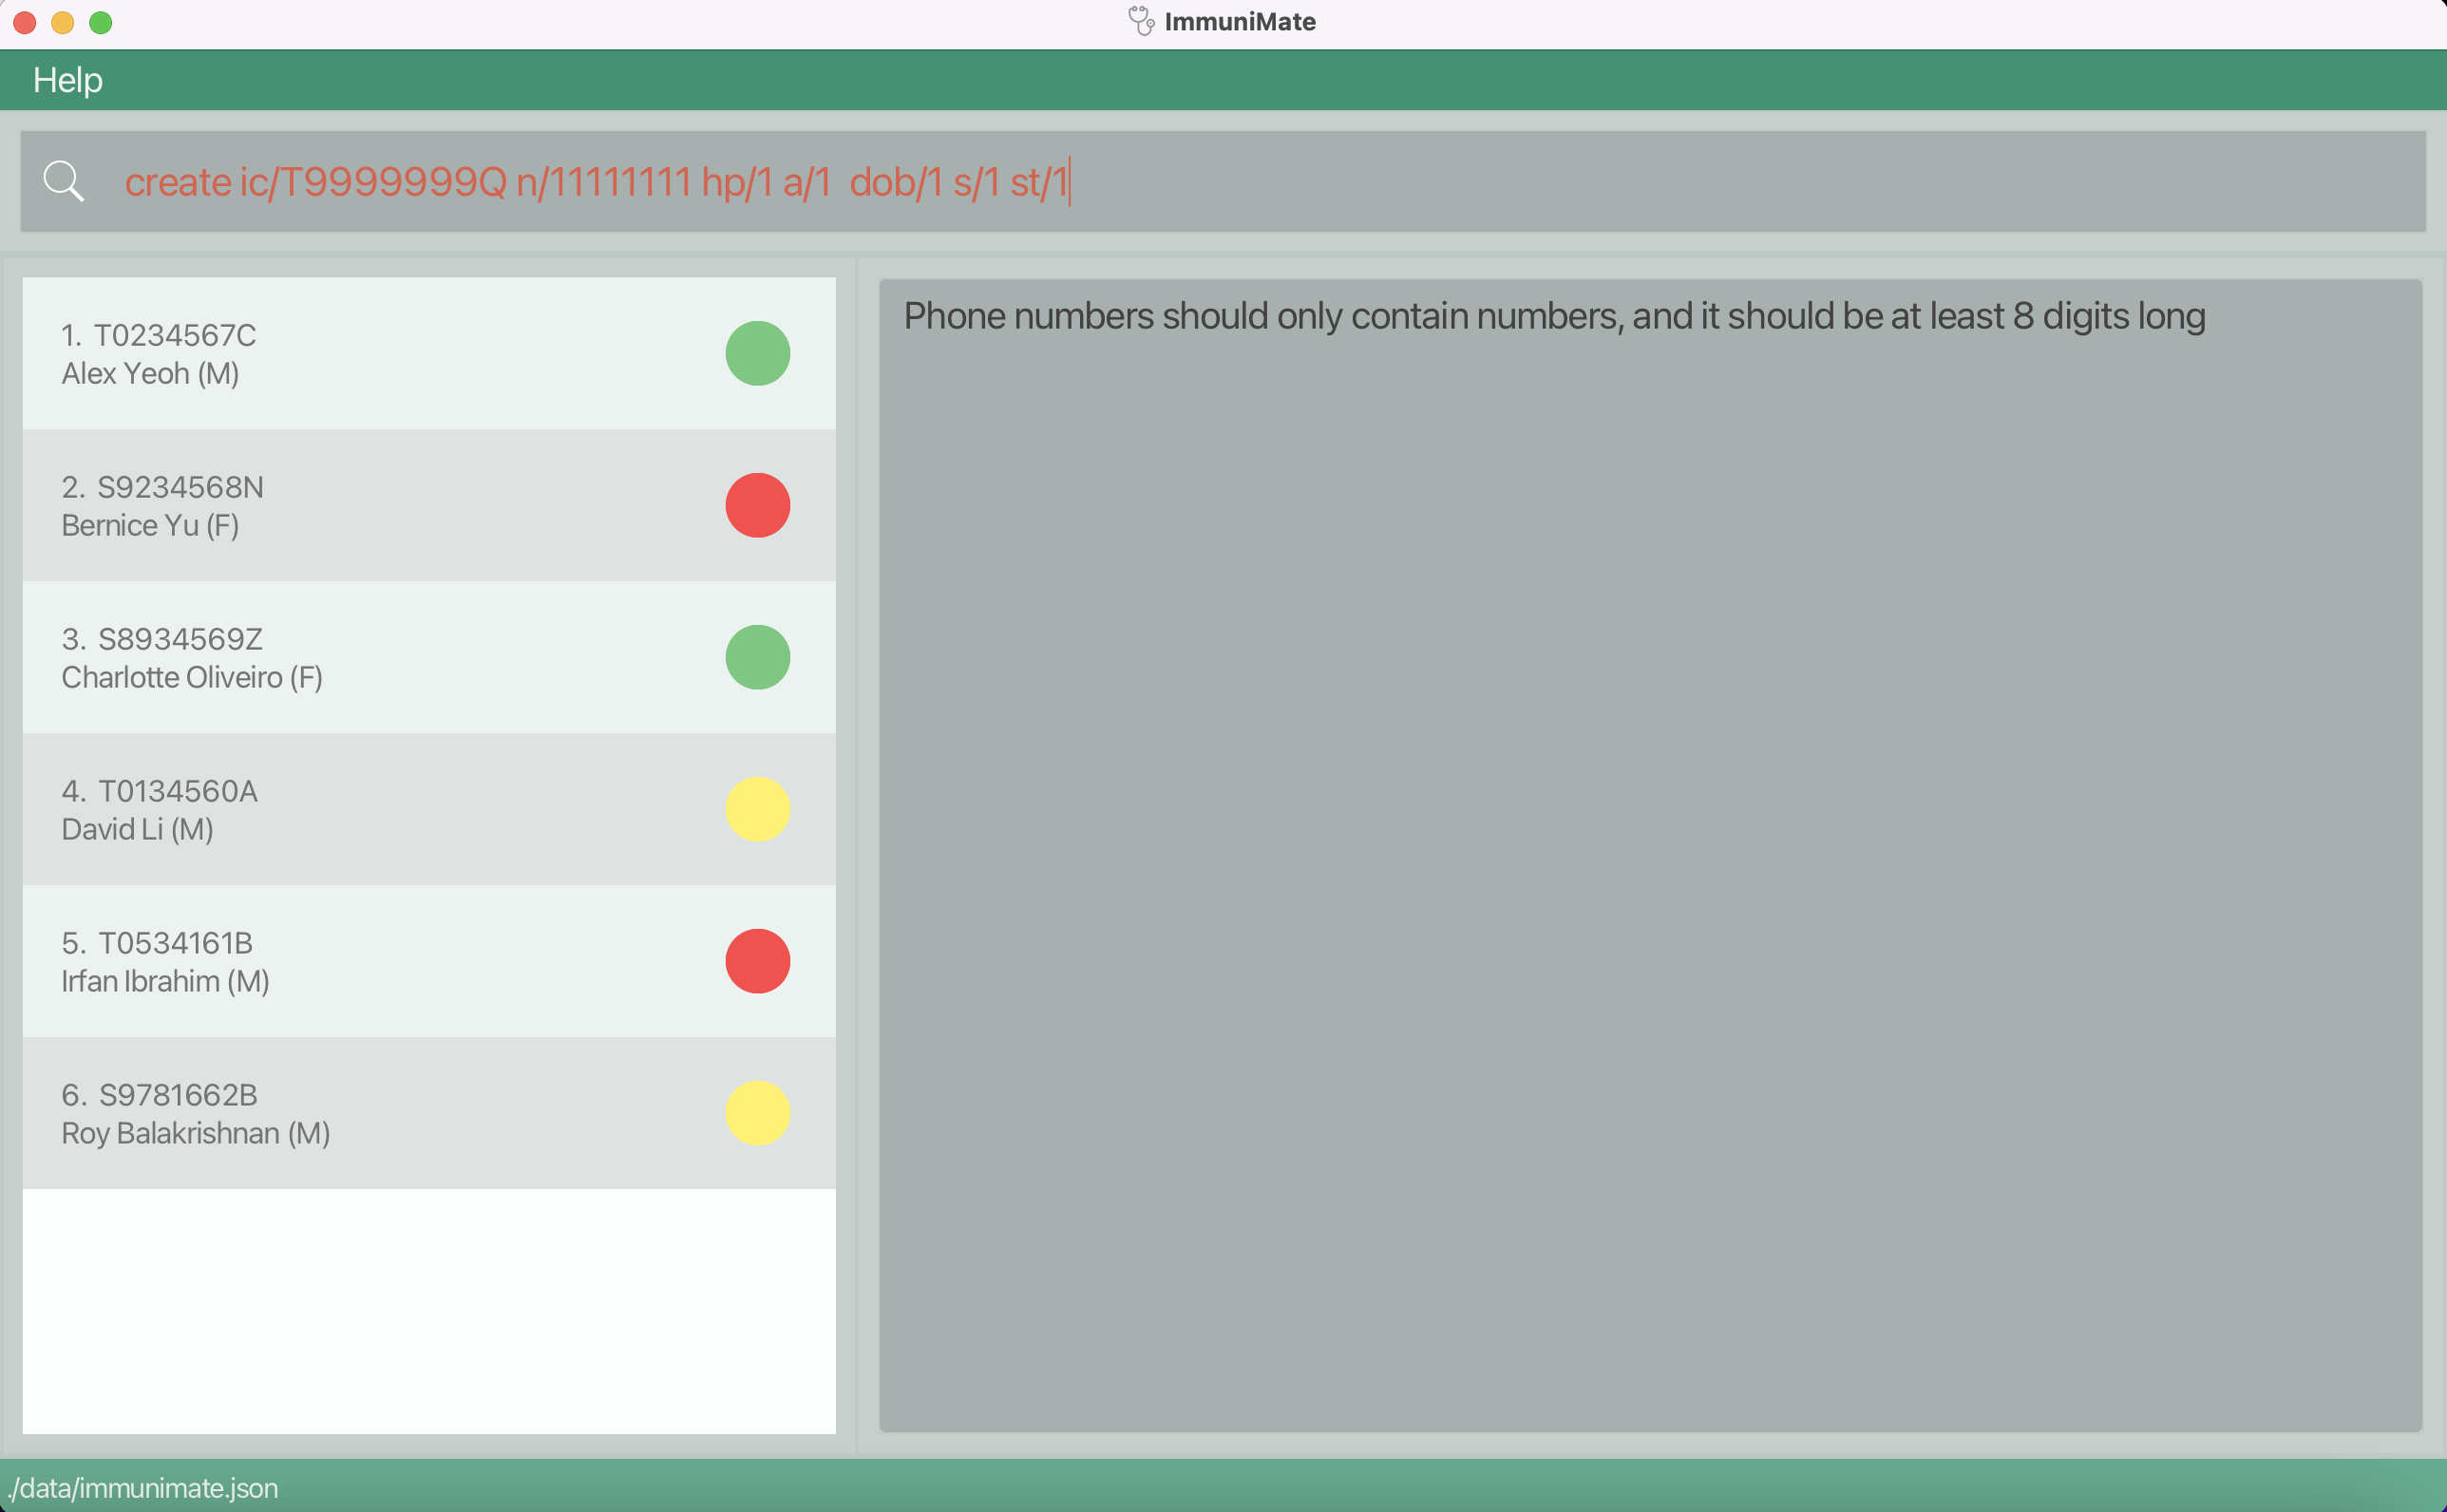 ImmuniMate
Help
create ic/T9999999Q n/11111111 hp/1 a/1  dob/1 s/1 st/1
1. T0234567C
Alex Yeoh (M)
2. S9234568N
Bernice Yu (F)
3. S8934569Z
Charlotte Oliveiro (F)
4. T0134560A
David Li (M)
5. T0534161B
Irfan Ibrahim (M)
6. S9781662B
Roy Balakrishnan (M)
Phone numbers should only contain numbers, and it should be at least 8 digits long
./data/immunimate.json